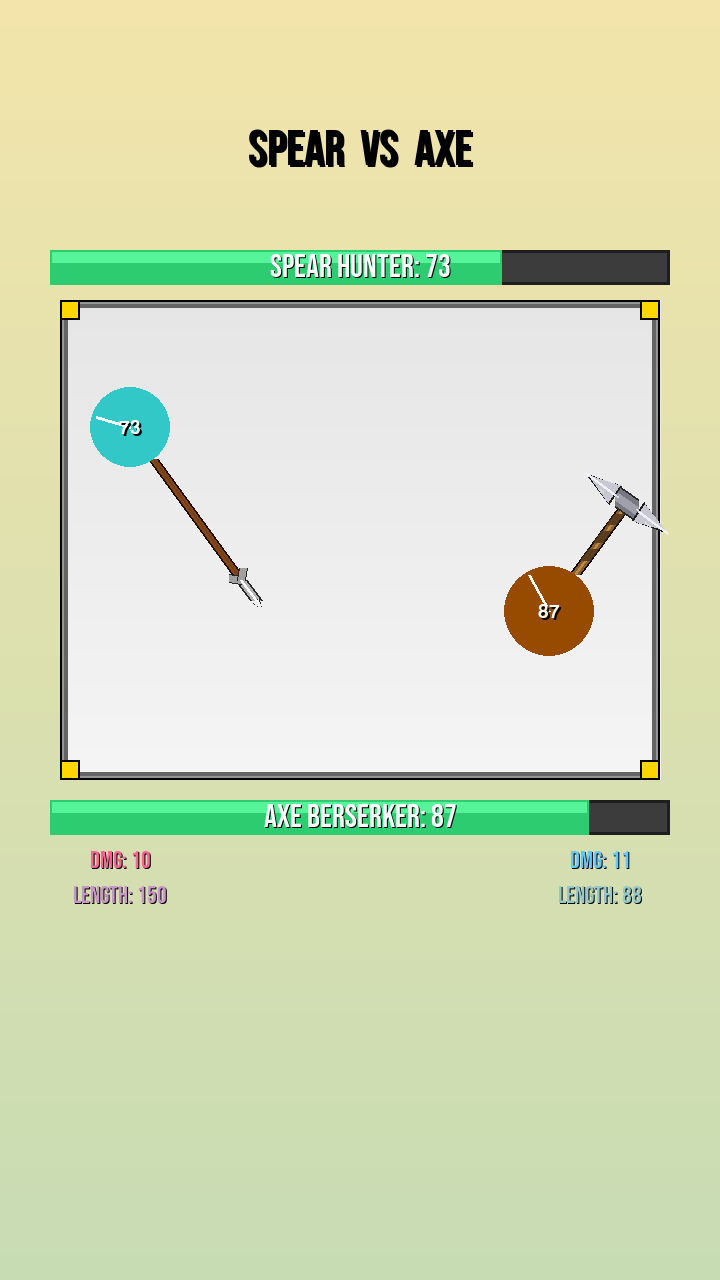 SPEAR VS AXE
SPEAR HUNTER: 73
73
87
AXE BERSERKER: 87
DMG: 10
DMG: 11
LENGTH: 150
LENGTH: 88